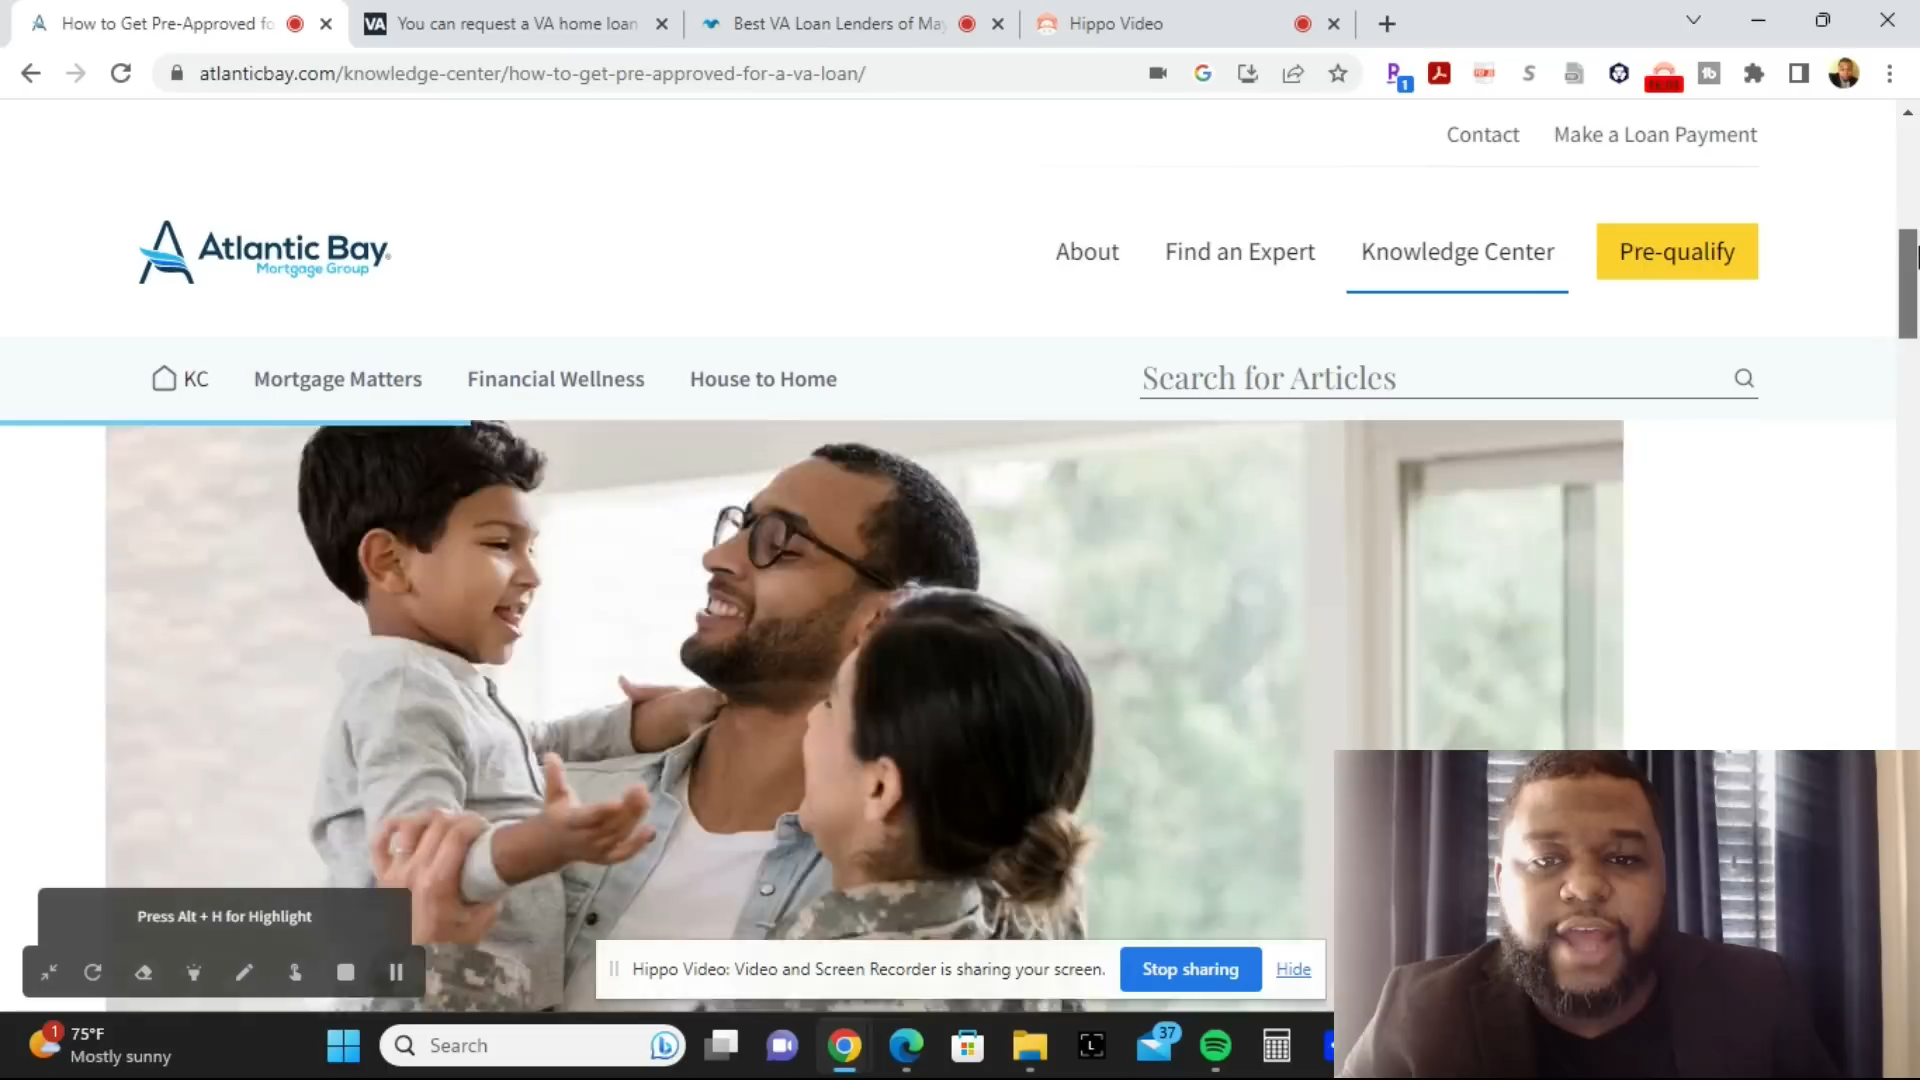 How to Get Pre-Approved fo
VA
You can request a VA home loan
Best VA Loan Lenders of May
Hippo Video
atlanticbay.com/knowledge-center/how-to-get-pre-approved-for-a-va-loan/
1
Contact
Make a Loan Payment
Atlantic Bay
Mortgage Group
About
Find an Expert
Knowledge Center
Pre-qualify
KC
Mortgage Matters
Financial Wellness
House to Home
Search for Articles
Press Alt + H for Highlight
Hippo Video: Video and Screen Recorder is sharing your screen.
Stop sharing
Hide
1
75°F
Mostly sunny
Search
L
37